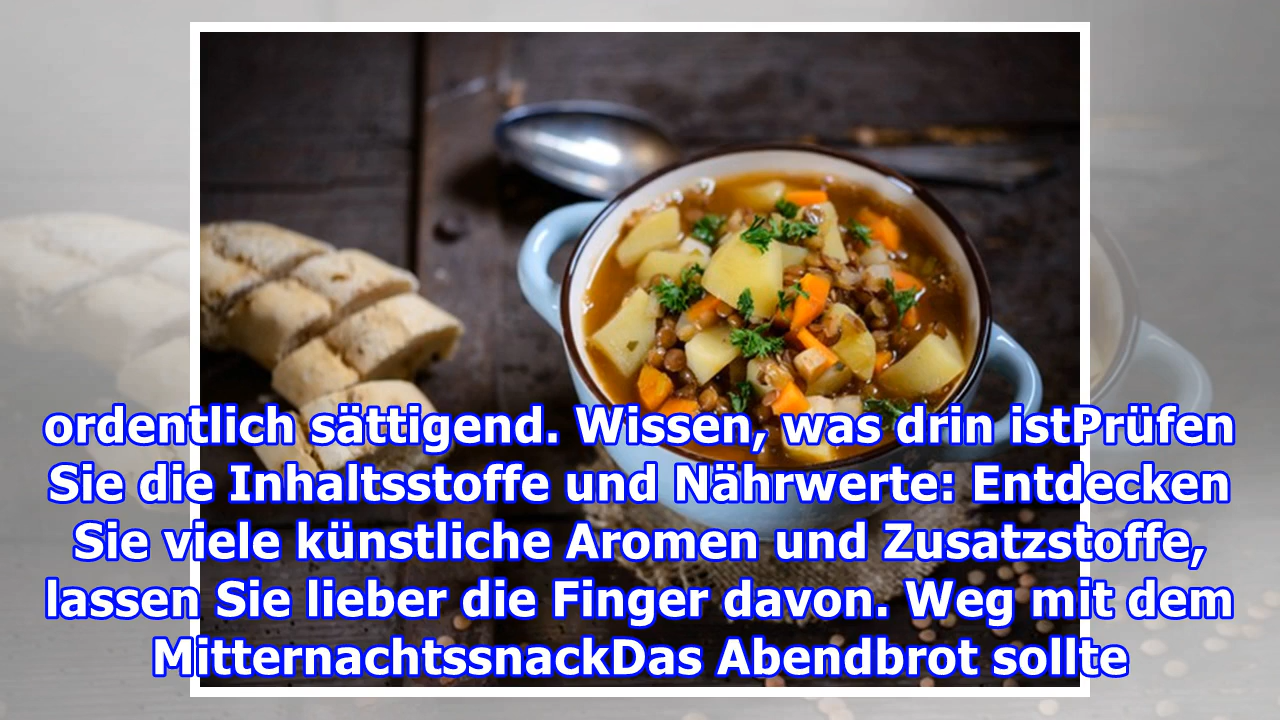 ordentlich sättigend. Wissen, was drin istPrüfen
Sie die Inhaltsstoffe und Nährwerte: Entdecken
Sie viele künstliche Aromen und Zusatzstoffe,
lassen Sie lieber die Finger davon. Weg mit dem
MitternachtssnackDas Abendbrot sollte